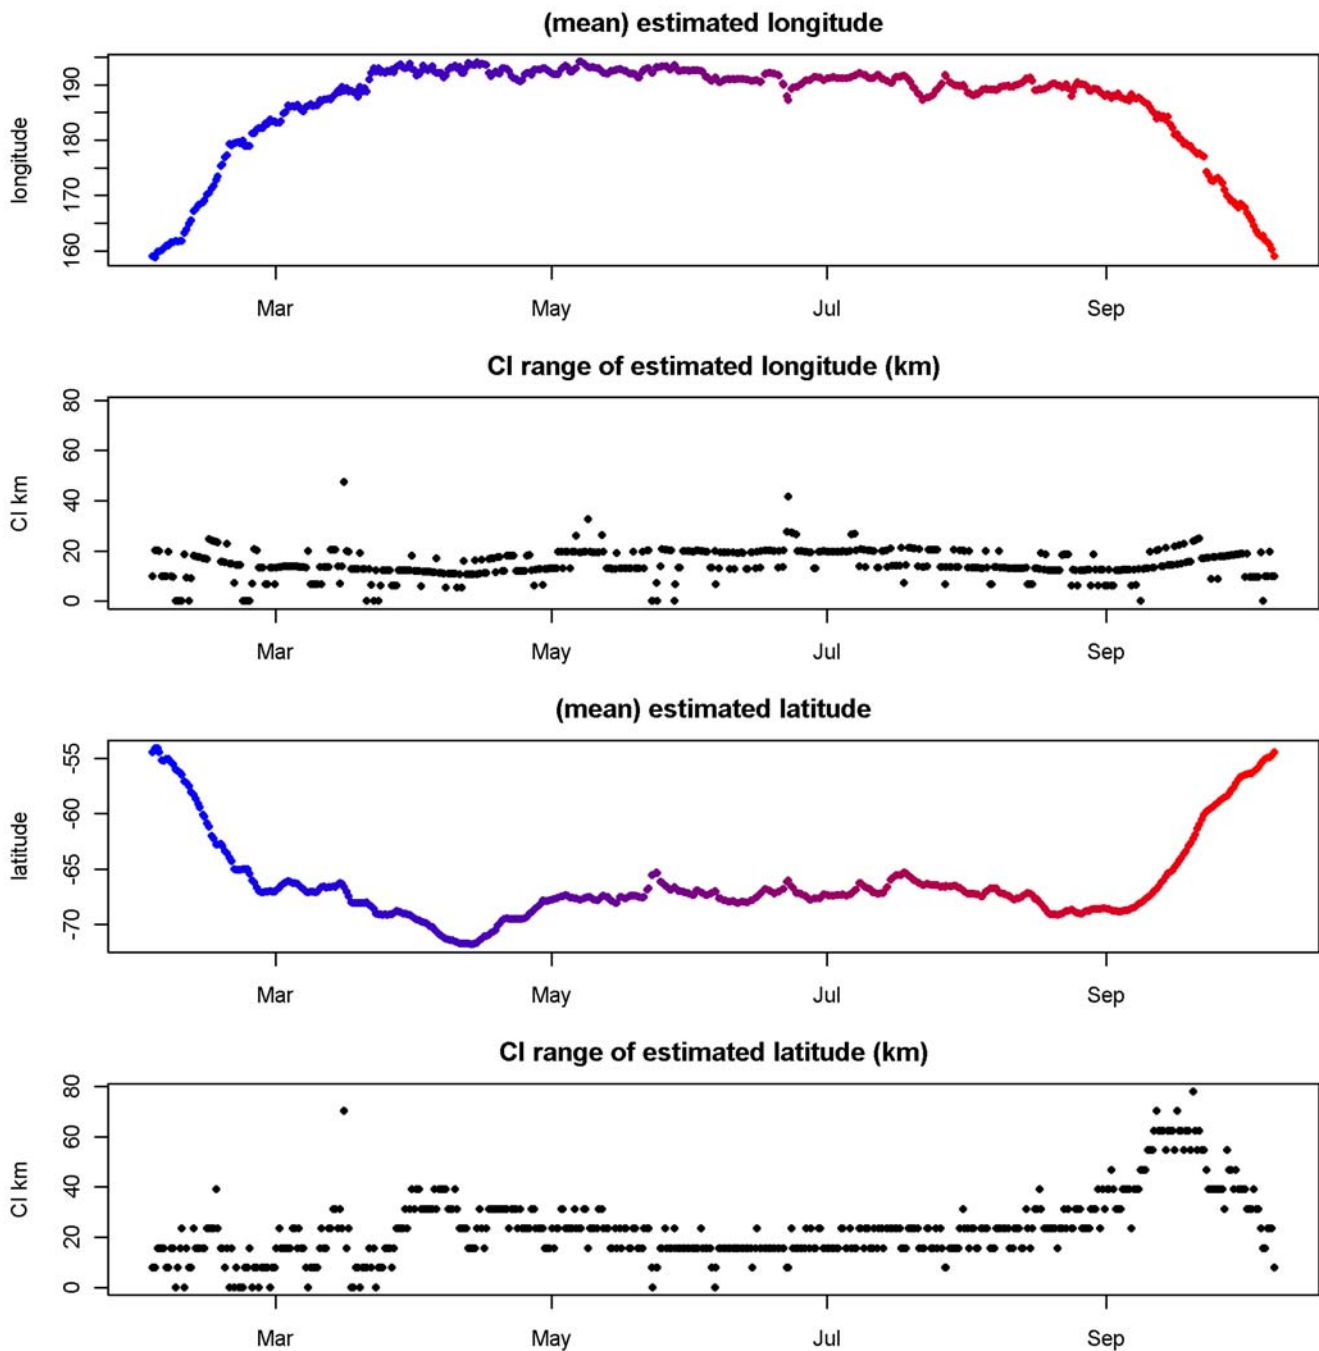 (mean) estimated longitude
longitude
190
180
170
160
Mar May Jul Sep
CI range of estimated longitude (km)
CI km
80
60
40
20
0
Mar May Jul Sep
(mean) estimated latitude
latitude
-55
-60
-65
-70
Mar May Jul Sep
CI range of estimated latitude (km)
CI km
80
60
40
20
0
Mar May Jul Sep